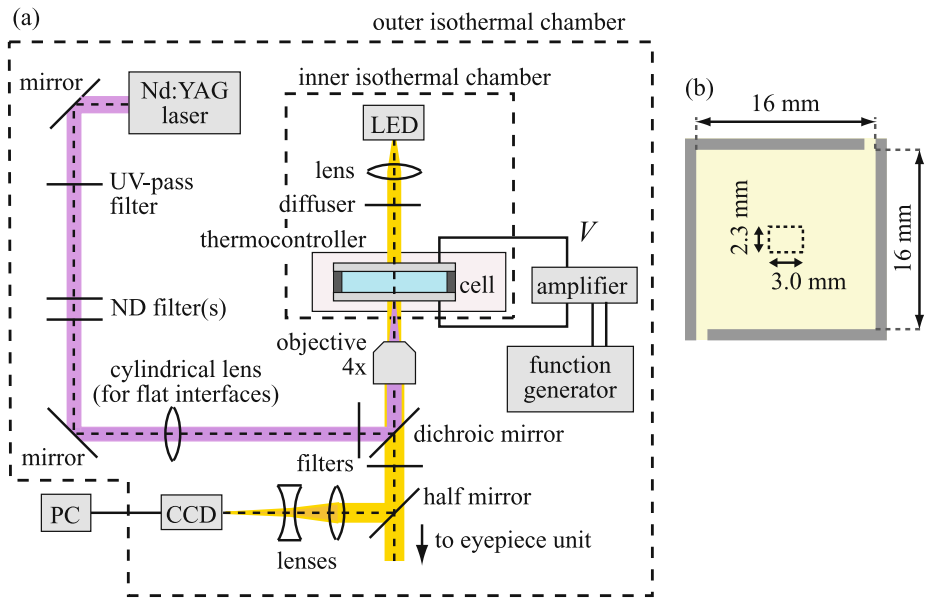 (a)
outer isothermal chamber
mirror
Nd:YAG
laser
inner isothermal chamber
LED
lens
UV-pass
filter
diffuser
thermocontroller
V
cell
amplifier
ND filter(s)
objective
4x
function
generator
cylindrical lens
(for flat interfaces)
mirror
dichroic mirror
filters
half mirror
PC
CCD
lenses
to eyepiece unit
(b)
16 mm
2.3 mm
3.0 mm
16 mm